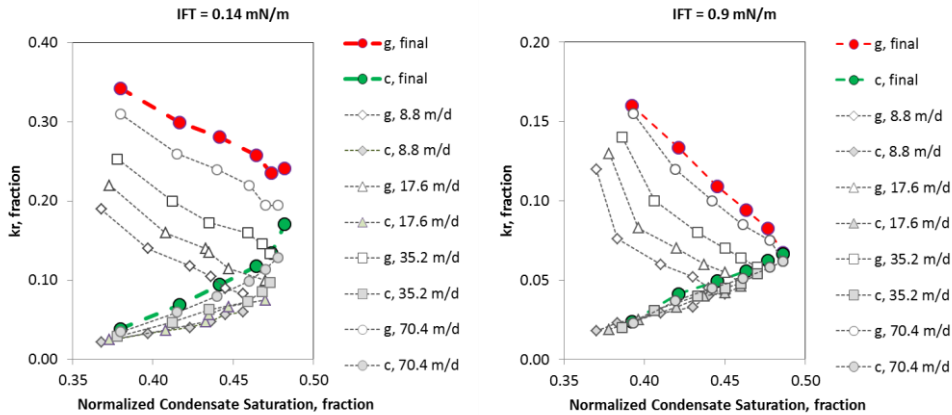 IFT = 0.14 mN/m
0.40
0.30
0.20
0.10
0.00
kr, fraction
0.35
0.40
0.45
0.50
Normalized Condensate Saturation, fraction
g, final
c, final
g, 8.8 m/d
c, 8.8 m/d
g, 17.6 m/d
c, 17.6 m/d
g, 35.2 m/d
c, 35.2 m/d
g, 70.4 m/d
c, 70.4 m/d
IFT = 0.9 mN/m
0.20
0.15
0.10
0.05
0.00
kr, fraction
0.35
0.40
0.45
0.50
Normalized Condensate Saturation, fraction
g, final
c, final
g, 8.8 m/d
c, 8.8 m/d
g, 17.6 m/d
c, 17.6 m/d
g, 35.2 m/d
c, 35.2 m/d
g, 70.4 m/d
c, 70.4 m/d